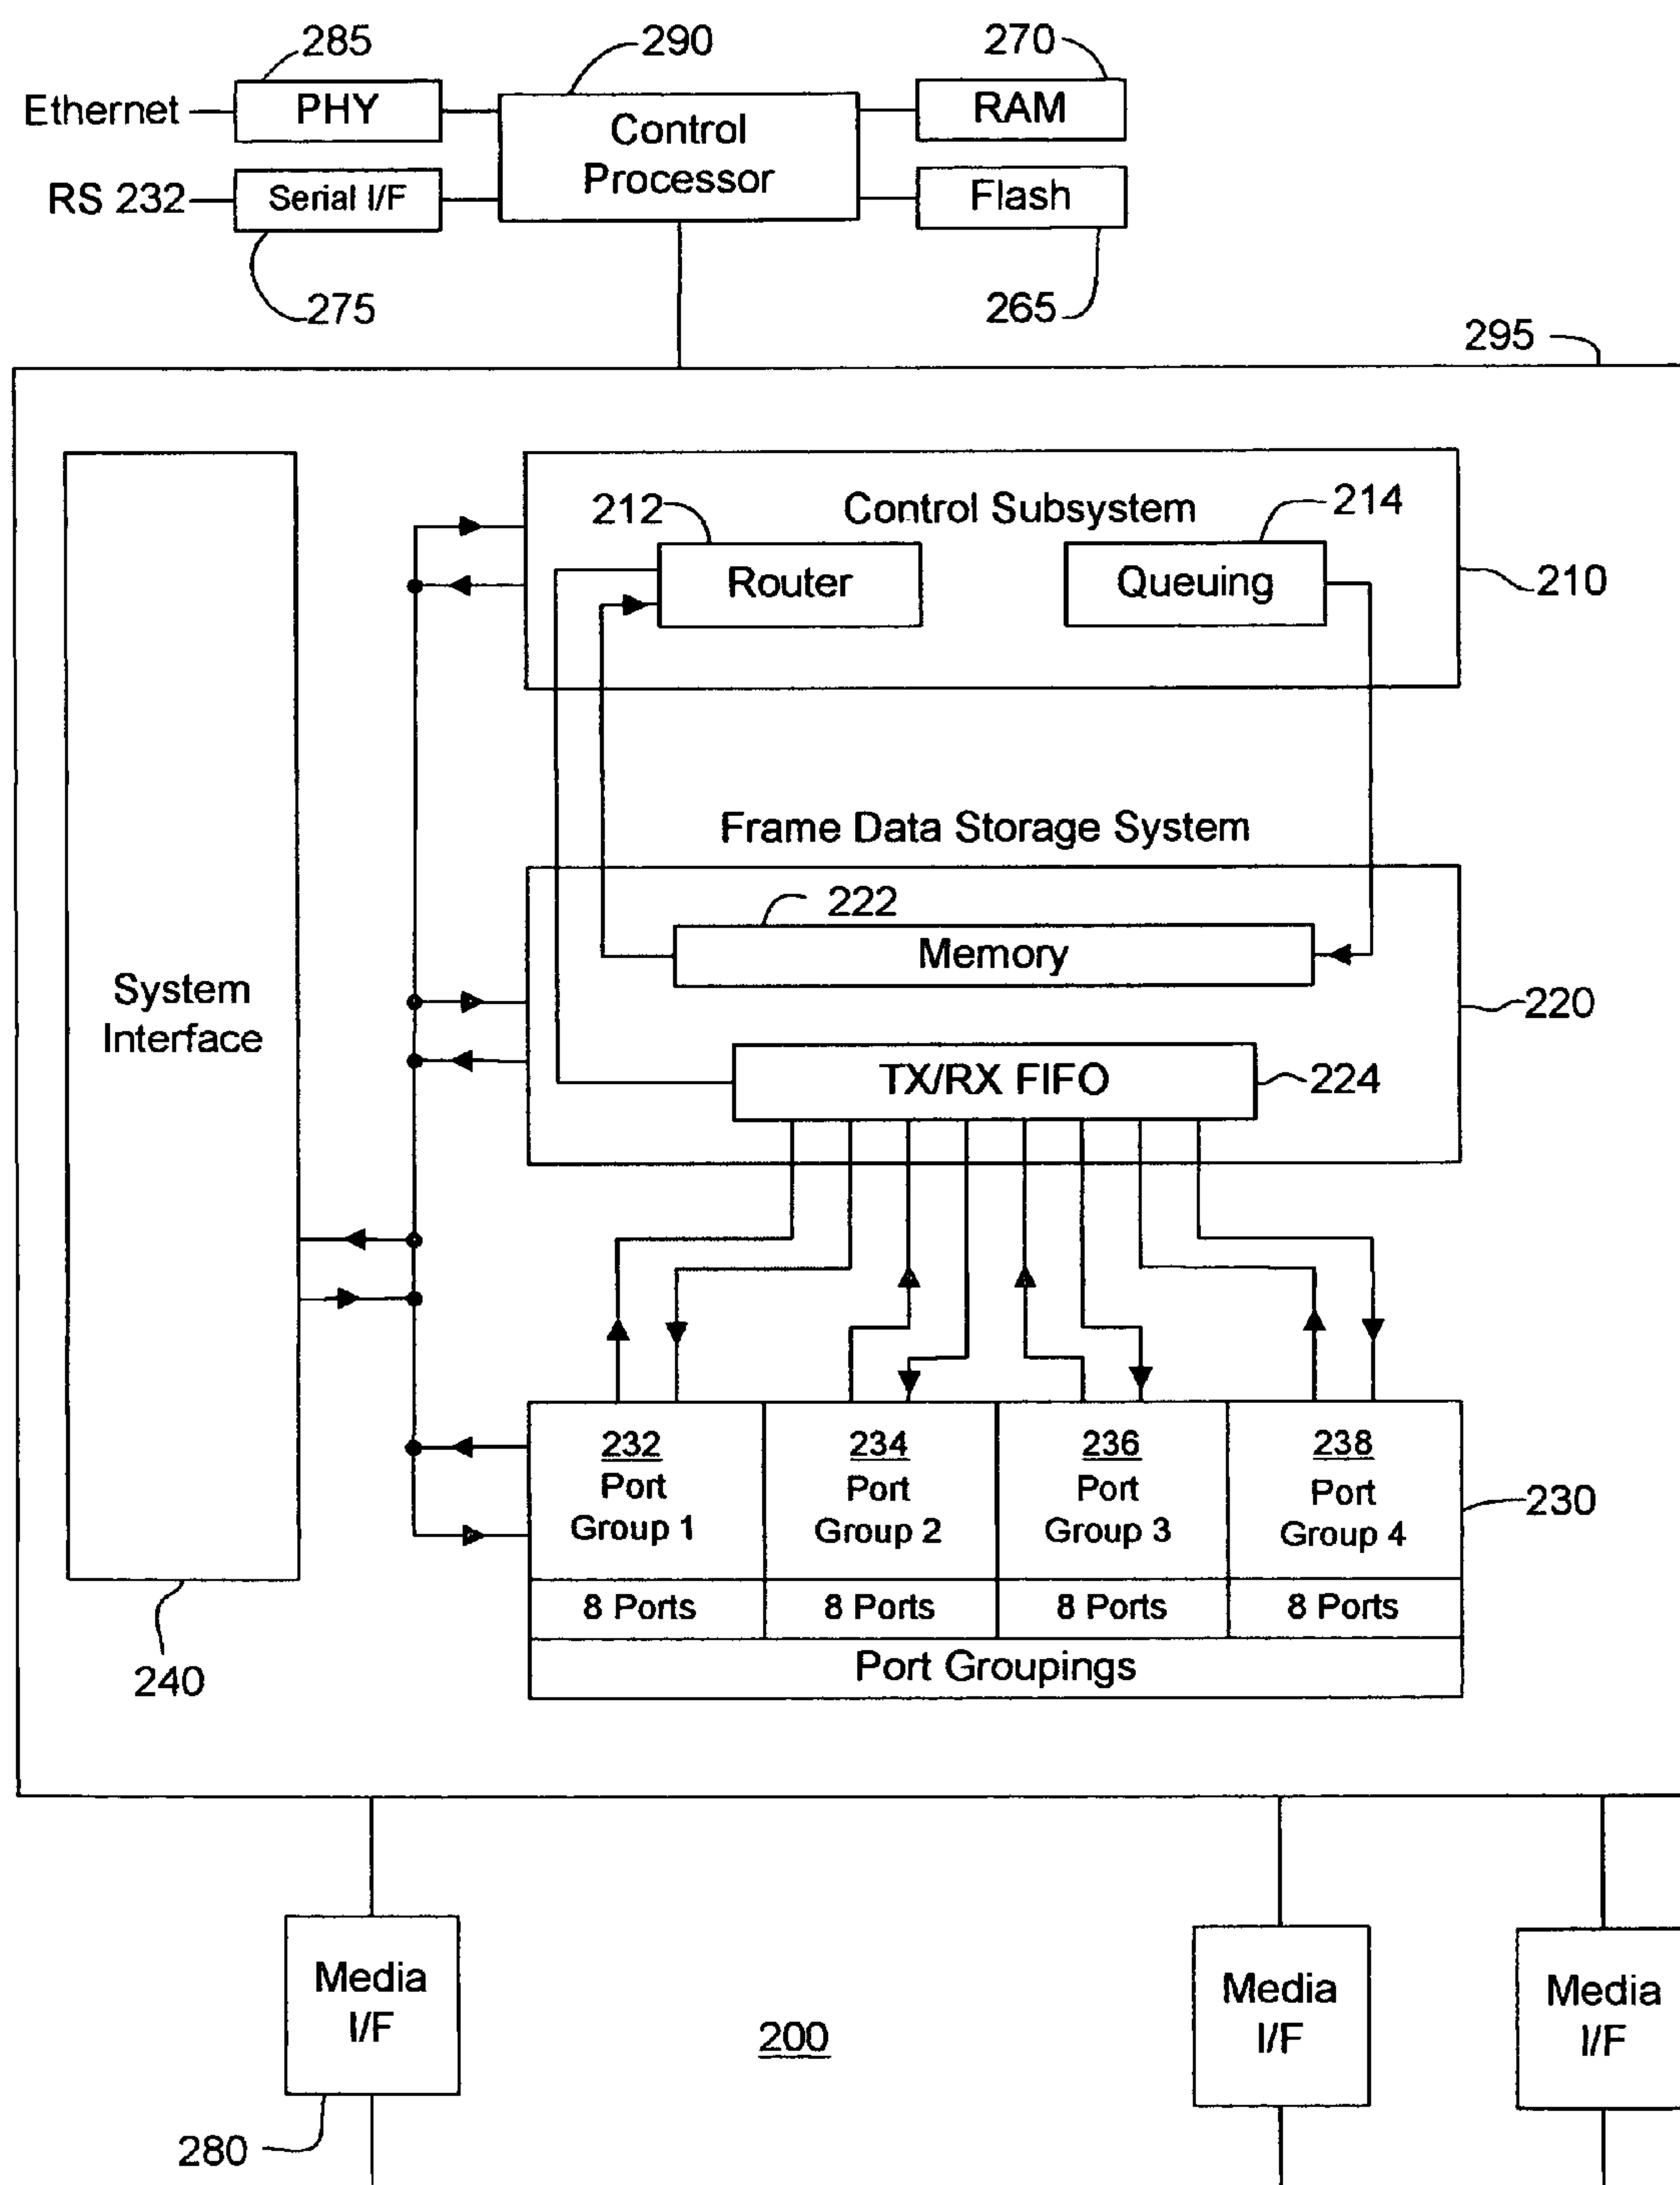 285
290
270
Ethernet
PHY
Control
Processor
RAM
RS 232
Serial I/F
Flash
275
265
295
Control Subsystem
212
214
Router
Queuing
210
Frame Data Storage System
222
Memory
System
Interface
220
TX/RX FIFO
224
232
Port
Group 1
234
Port
Group 2
236
Port
Group 3
238
Port
Group 4
230
8 Ports
8 Ports
8 Ports
8 Ports
Port Groupings
240
Media
I/F
Media
I/F
Media
I/F
200
280